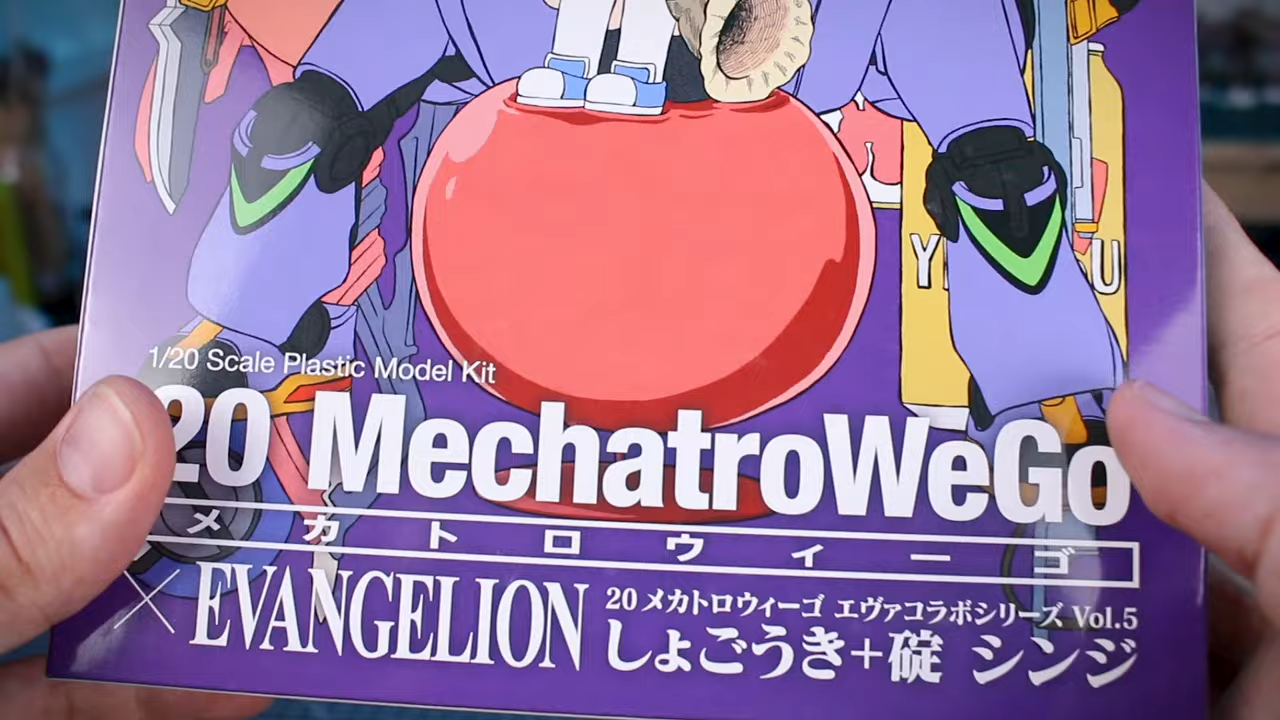 1/20 Scale Plastic Model Kit
20 MechatroWeGo
メカトロウィーゴ
×EVANGELION
20 メカトロウィーゴ エヴァコラボシリーズ Vol.5
しょごうき+碇 シンジ